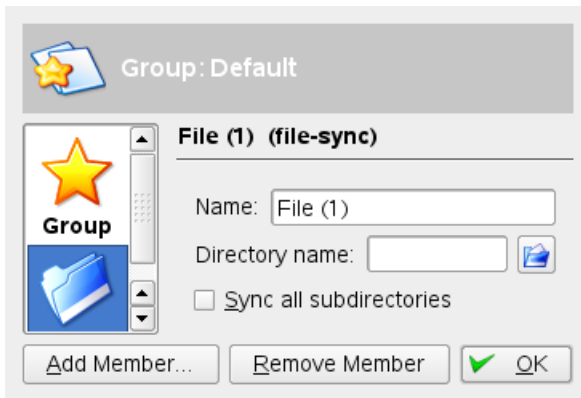 Group: Default
File (1) (file-sync)
Group
Name: File (1)
Directory name:
Sync all subdirectories
Add Member...
Remove Member
OK